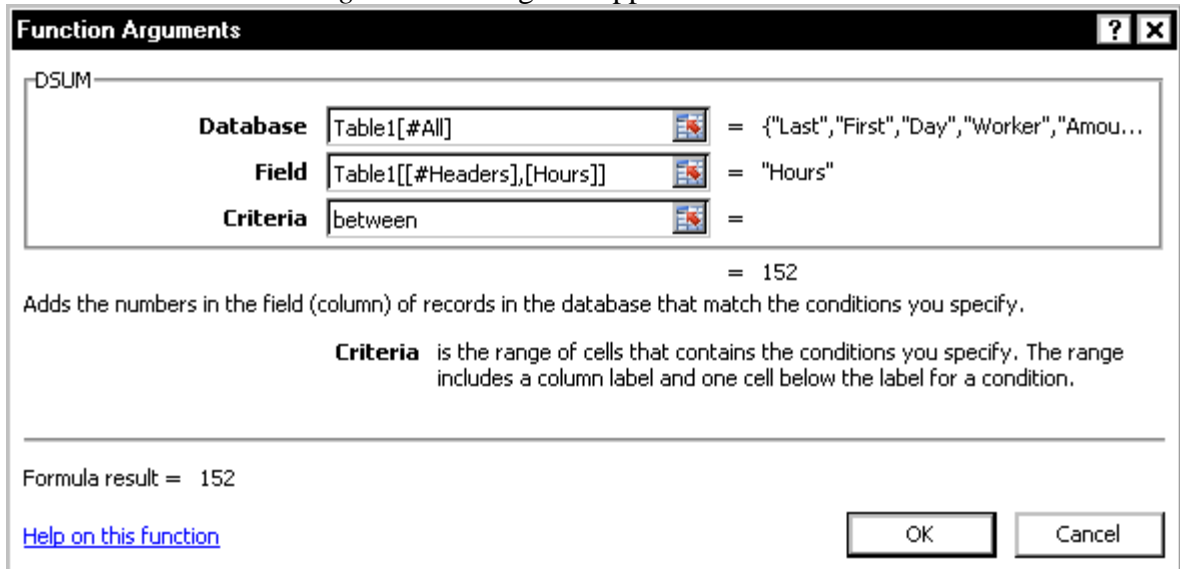 Function Arguments ? X
DSUM
Database Table1[#All] = {"Last","First","Day","Worker","Amou...
Field Table1[[#Headers],[Hours]] = "Hours"
Criteria between =
= 152
Adds the numbers in the field (column) of records in the database that match the conditions you specify.
Criteria is the range of cells that contains the conditions you specify. The range
includes a column label and one cell below the label for a condition.
Formula result = 152
Help on this function OK Cancel